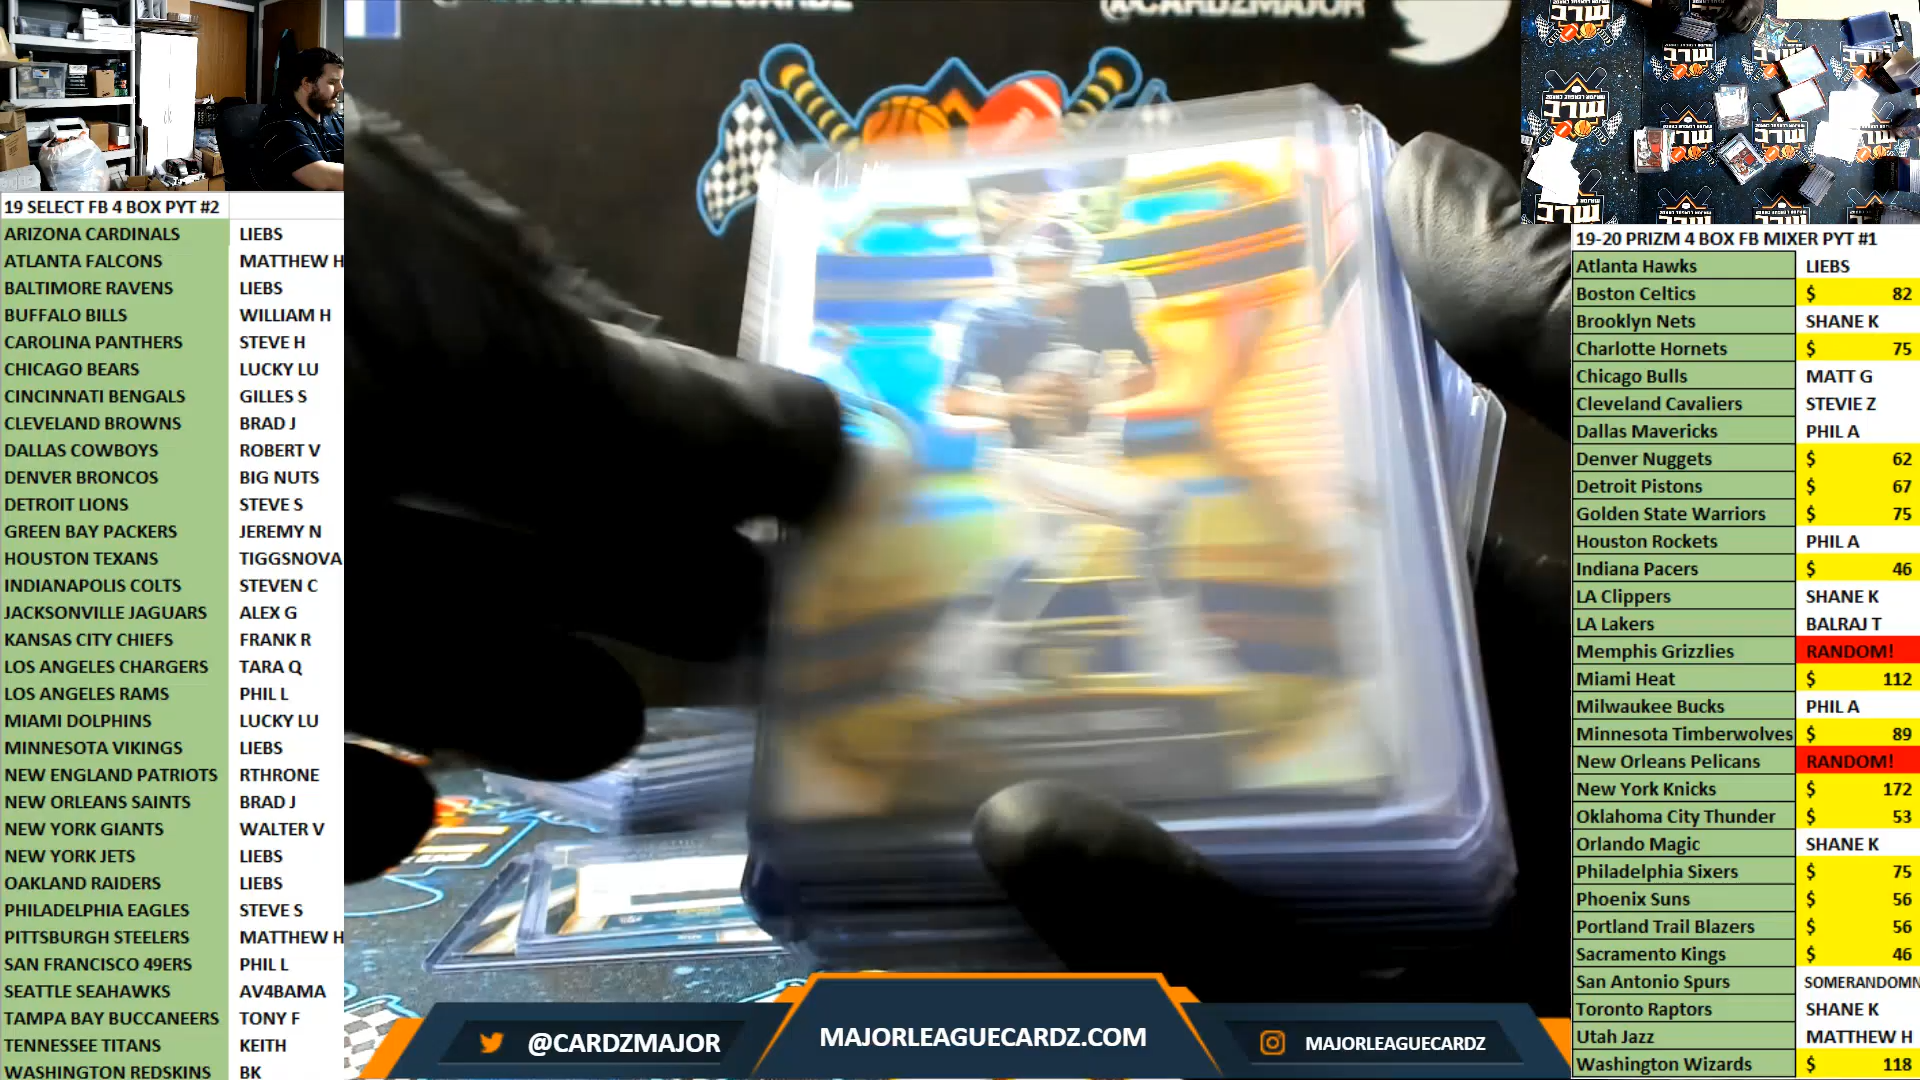 @CARDZMAJOR
19 SELECT FB 4 BOX PYT #2
ARIZONA CARDINALS LIEBS
ATLANTA FALCONS MATTHEW H
BALTIMORE RAVENS LIEBS
BUFFALO BILLS WILLIAM H
CAROLINA PANTHERS STEVE H
CHICAGO BEARS LUCKY LU
CINCINNATI BENGALS GILLES S
CLEVELAND BROWNS BRAD J
DALLAS COWBOYS ROBERT V
DENVER BRONCOS BIG NUTS
DETROIT LIONS STEVE S
GREEN BAY PACKERS JEREMY N
HOUSTON TEXANS TIGGSNOVA
INDIANAPOLIS COLTS STEVEN C
JACKSONVILLE JAGUARS ALEX G
KANSAS CITY CHIEFS FRANK R
LOS ANGELES CHARGERS TARA Q
LOS ANGELES RAMS PHIL L
MIAMI DOLPHINS LUCKY LU
MINNESOTA VIKINGS LIEBS
NEW ENGLAND PATRIOTS RTHRONE
NEW ORLEANS SAINTS BRAD J
NEW YORK GIANTS WALTER V
NEW YORK JETS LIEBS
OAKLAND RAIDERS LIEBS
PHILADELPHIA EAGLES STEVE S
PITTSBURGH STEELERS MATTHEW H
SAN FRANCISCO 49ERS PHIL L
SEATTLE SEAHAWKS AV4BAMA
TAMPA BAY BUCCANEERS TONY F
TENNESSEE TITANS KEITH
WASHINGTON REDSKINS BK
19-20 PRIZM 4 BOX FB MIXER PYT #1
Atlanta Hawks LIEBS
Boston Celtics $ 82
Brooklyn Nets SHANE K
Charlotte Hornets $ 75
Chicago Bulls MATT G
Cleveland Cavaliers STEVIE Z
Dallas Mavericks PHIL A
Denver Nuggets $ 62
Detroit Pistons $ 67
Golden State Warriors $ 75
Houston Rockets PHIL A
Indiana Pacers $ 46
LA Clippers SHANE K
LA Lakers BALRAJ T
Memphis Grizzlies RANDOM!
Miami Heat $ 112
Milwaukee Bucks PHIL A
Minnesota Timberwolves $ 89
New Orleans Pelicans RANDOM!
New York Knicks $ 172
Oklahoma City Thunder $ 53
Orlando Magic SHANE K
Philadelphia Sixers $ 75
Phoenix Suns $ 56
Portland Trail Blazers $ 56
Sacramento Kings $ 46
San Antonio Spurs SOMERANDOMN
Toronto Raptors SHANE K
Utah Jazz MATTHEW H
Washington Wizards $ 118
@CARDZMAJOR
MAJORLEAGUECARDZ.COM
MAJORLEAGUECARDZ